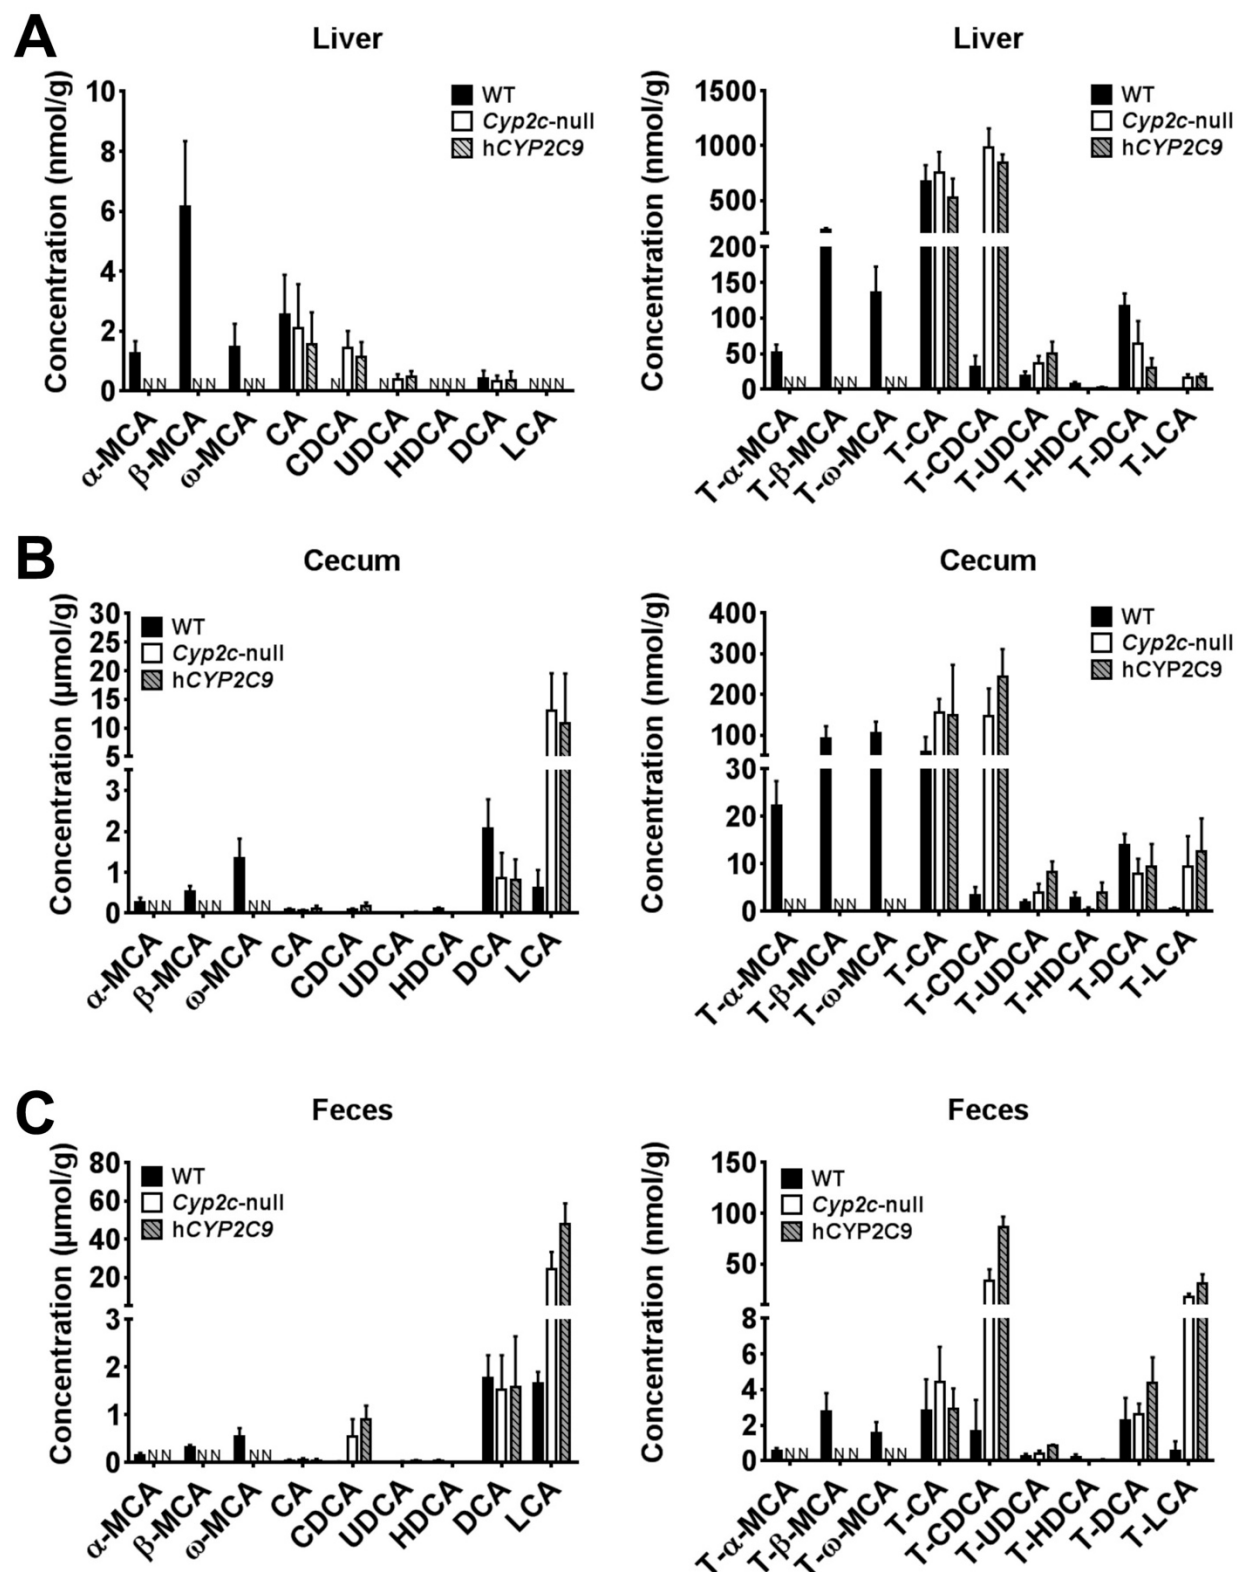 A
Liver
Concentration (nmol/g)
10
8
6
4
2
0
WT
Cyp2c-null
hCYP2C9
N N
N N
N N
N
N
N N N
N N N
α-MCA
β-MCA
ω-MCA
CA
CDCA
UDCA
HDCA
DCA
LCA
Liver
Concentration (nmol/g)
1500
1000
500
200
150
100
50
0
WT
Cyp2c-null
hCYP2C9
N N
N N
N N
T-α-MCA
T-β-MCA
T-ω-MCA
T-CA
T-CDCA
T-UDCA
T-HDCA
T-DCA
T-LCA
B
Cecum
Concentration (μmol/g)
30
25
20
15
10
5
3
2
1
0
WT
Cyp2c-null
hCYP2C9
N N
N N
N N
α-MCA
β-MCA
ω-MCA
CA
CDCA
UDCA
HDCA
DCA
LCA
Cecum
Concentration (nmol/g)
400
300
200
100
30
20
10
0
WT
Cyp2c-null
hCYP2C9
N N
N N
N N
T-α-MCA
T-β-MCA
T-ω-MCA
T-CA
T-CDCA
T-UDCA
T-HDCA
T-DCA
T-LCA
C
Feces
Concentration (μmol/g)
80
60
40
20
3
2
1
0
WT
Cyp2c-null
hCYP2C9
N N
N N
N N
α-MCA
β-MCA
ω-MCA
CA
CDCA
UDCA
HDCA
DCA
LCA
Feces
Concentration (nmol/g)
150
100
50
8
6
4
2
0
WT
Cyp2c-null
hCYP2C9
N N
N N
N N
T-α-MCA
T-β-MCA
T-ω-MCA
T-CA
T-CDCA
T-UDCA
T-HDCA
T-DCA
T-LCA